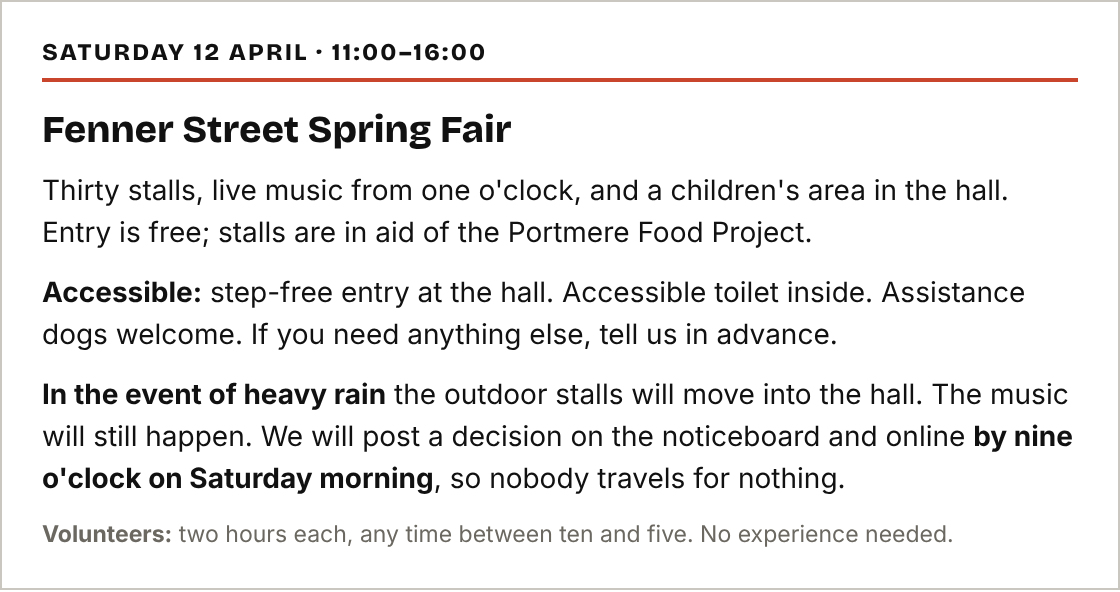 SATURDAY 12 APRIL · 11:00–16:00
Fenner Street Spring Fair
Thirty stalls, live music from one o'clock, and a children's area in the hall.
Entry is free; stalls are in aid of the Portmere Food Project.
Accessible: step-free entry at the hall. Accessible toilet inside. Assistance
dogs welcome. If you need anything else, tell us in advance.
In the event of heavy rain the outdoor stalls will move into the hall. The music
will still happen. We will post a decision on the noticeboard and online by nine
o'clock on Saturday morning, so nobody travels for nothing.
Volunteers: two hours each, any time between ten and five. No experience needed.